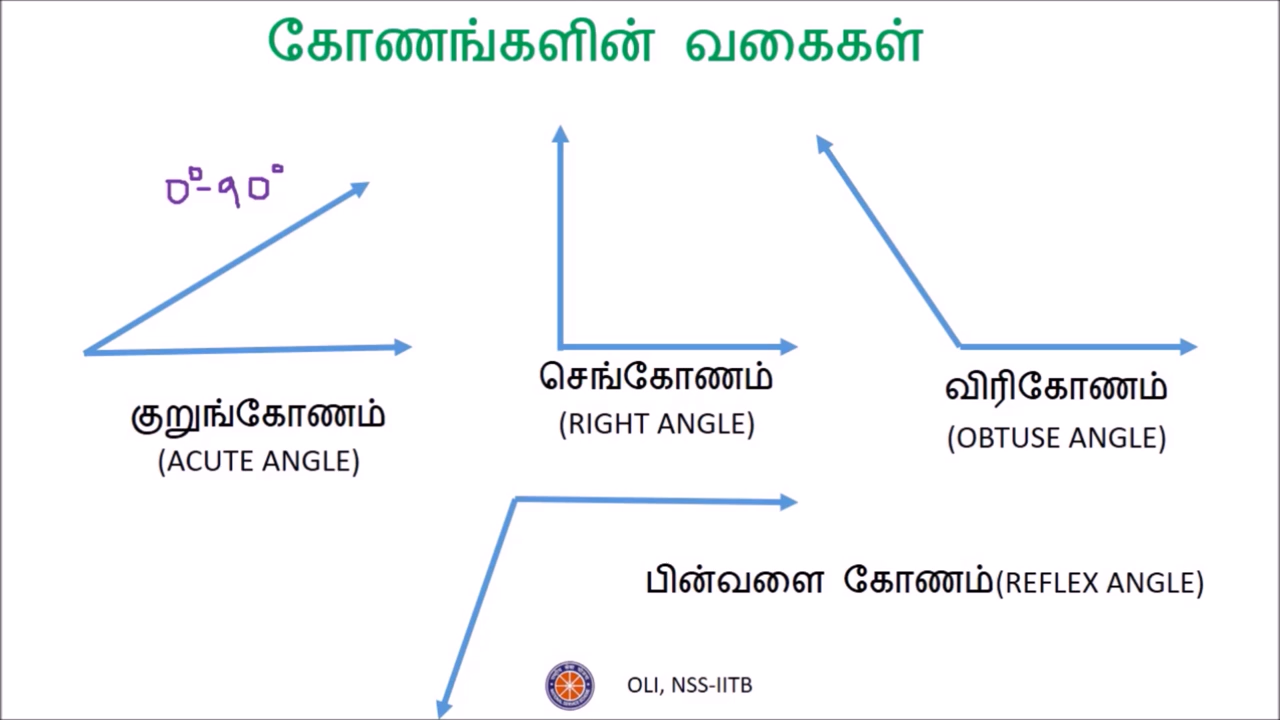 கோணங்களின் வகைகள்
0°-90°
குறுங்கோணம்
(ACUTE ANGLE)
செங்கோணம்
(RIGHT ANGLE)
விரிகோணம்
(OBTUSE ANGLE)
பின்வளை கோணம்(REFLEX ANGLE)
OLI, NSS-IITB